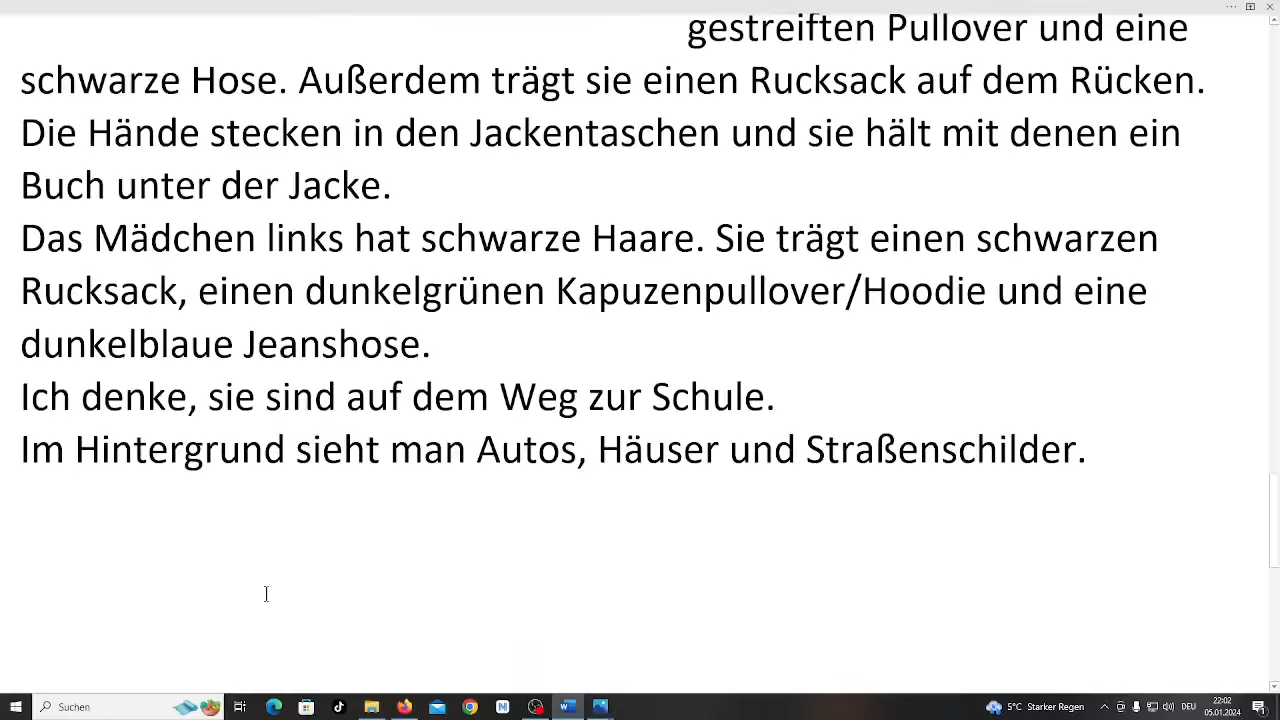 gestreiften Pullover und eine
schwarze Hose. Außerdem trägt sie einen Rucksack auf dem Rücken.
Die Hände stecken in den Jackentaschen und sie hält mit denen ein
Buch unter der Jacke.
Das Mädchen links hat schwarze Haare. Sie trägt einen schwarzen
Rucksack, einen dunkelgrünen Kapuzenpullover/Hoodie und eine
dunkelblaue Jeanshose.
Ich denke, sie sind auf dem Weg zur Schule.
Im Hintergrund sieht man Autos, Häuser und Straßenschilder.
Suchen
5°C Starker Regen
DEU
22:02
05.01.2024